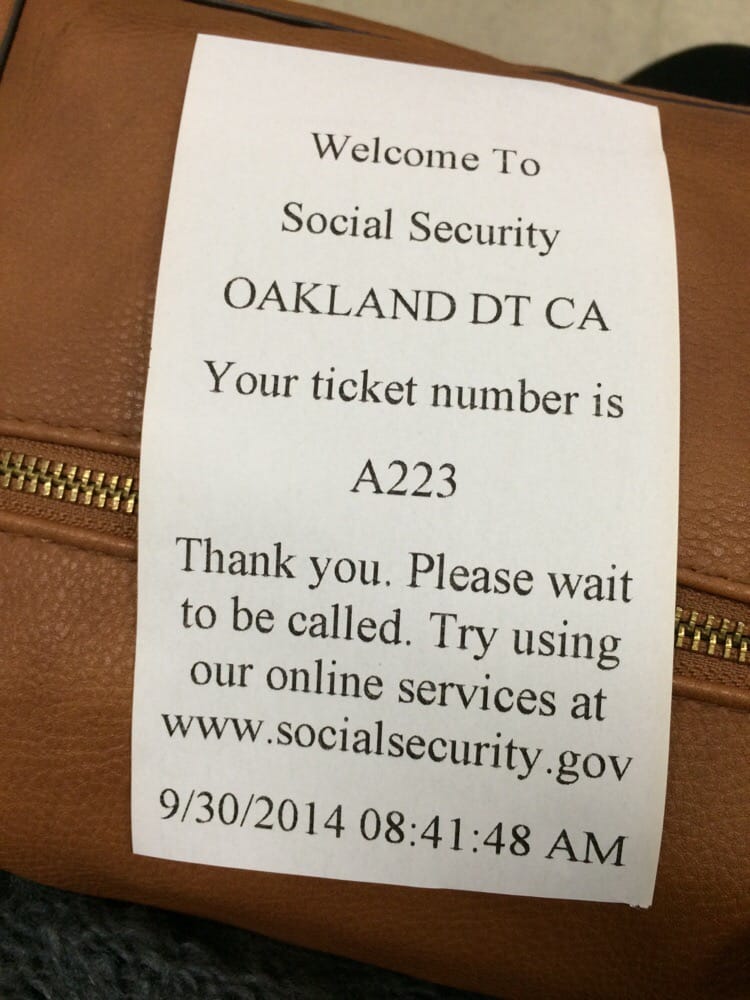 Welcome To
Social Security
OAKLAND DT CA
Your ticket number is
A223
Thank you. Please wait
to be called. Try using
our online services at
www.socialsecurity.gov
9/30/2014 08:41:48 AM